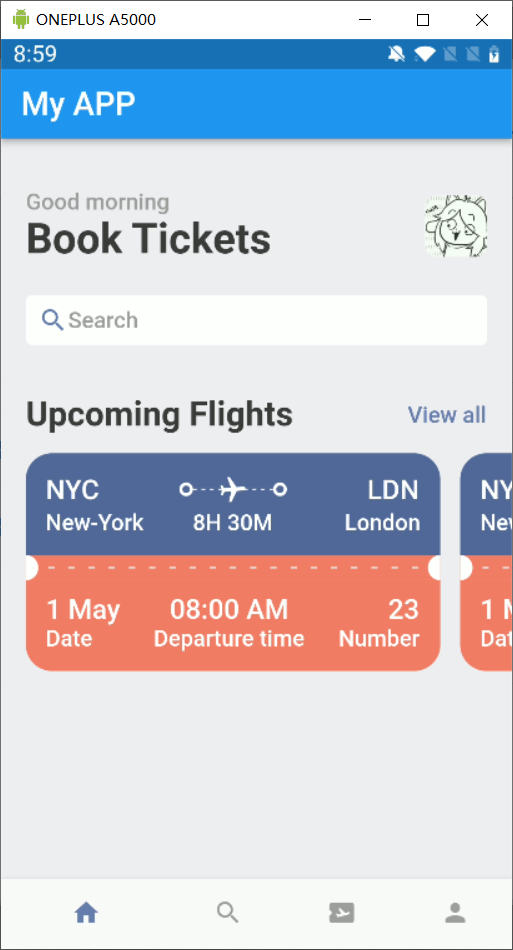 ONEPLUS A5000
8:59
My APP
Good morning
Book Tickets
Search
Upcoming Flights View all
NYC LDN NY
New-York 8H 30M London Nev
1 May 08:00 AM 23 1 M
Date Departure time Number Dat